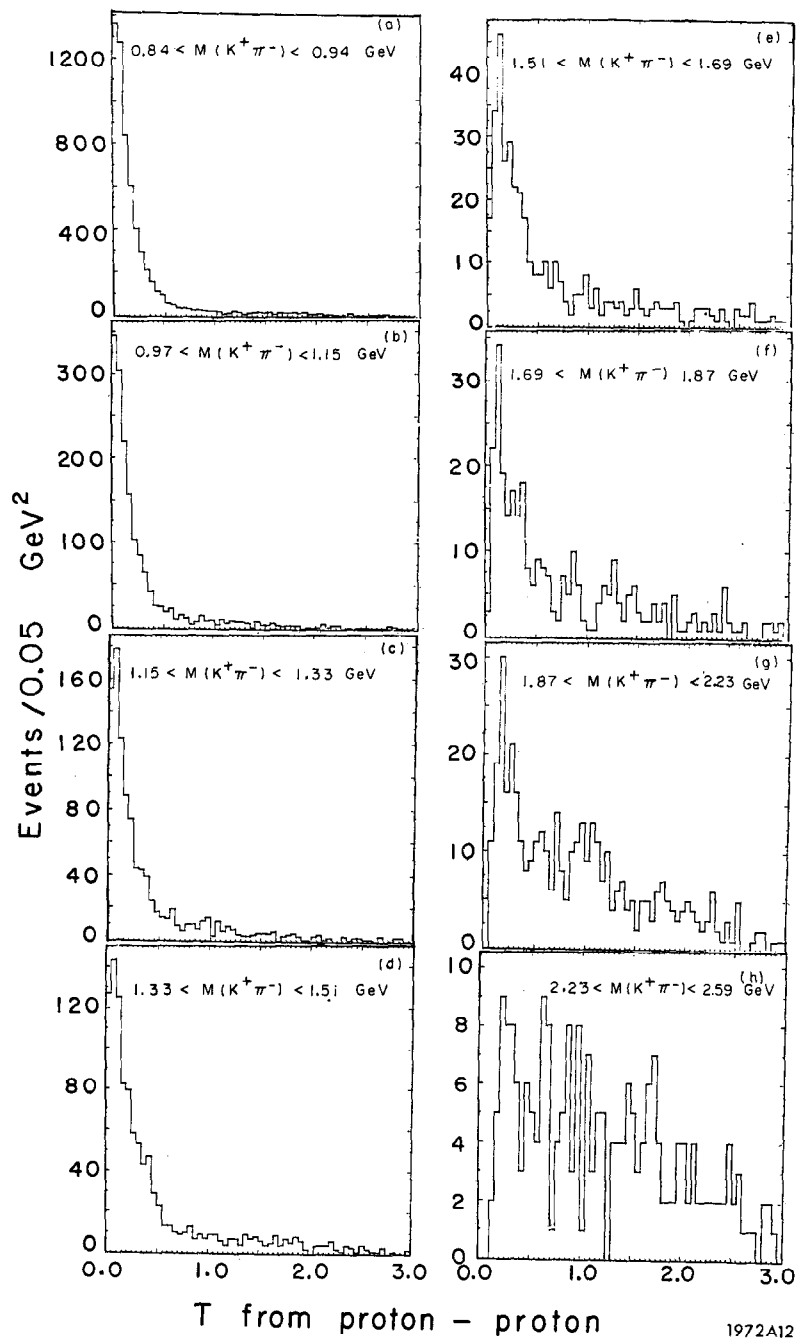 (a)
0.84 < M (K+ π−) < 0.94 GeV
1200
800
400
0
(b)
0.97 < M (K+ π−) < 1.15 GeV
300
200
100
0
(c)
1.15 < M (K+π−) < 1.33 GeV
160
120
80
40
0
(d)
1.33 < M (K+π−) < 1.51 GeV
120
80
40
0
0.0 1.0 2.0 3.0
(e)
1.51 < M (K+ π−) < 1.69 GeV
40
30
20
10
0
(f)
1.69 < M (K+ π−) 1.87 GeV
30
20
10
0
(g)
1.87 < M (K+ π−) < 2.23 GeV
30
20
10
0
(h)
2.23 < M(K+π−) < 2.59 GeV
10
8
6
4
2
0
0.0 1.0 2.0 3.0
Events /0.05 GeV²
T from proton – proton
1972A12